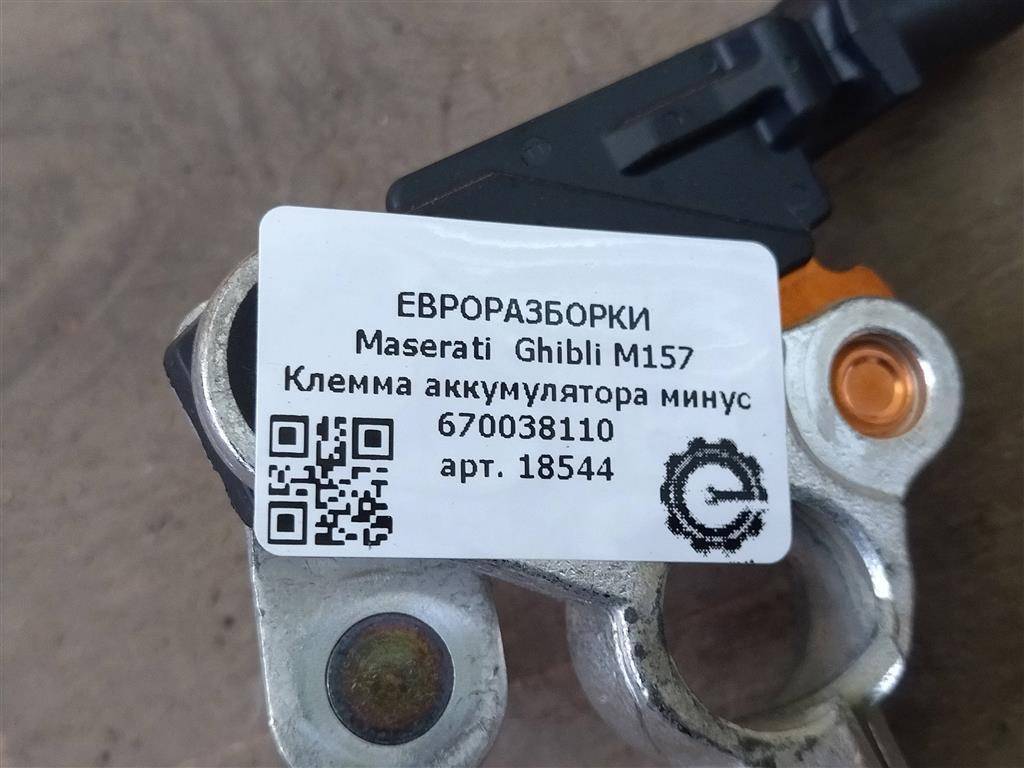 ЕВРОРАЗБОРКИ
Maserati Ghibli M157
Клемма аккумулятора минус
670038110
арт. 18544